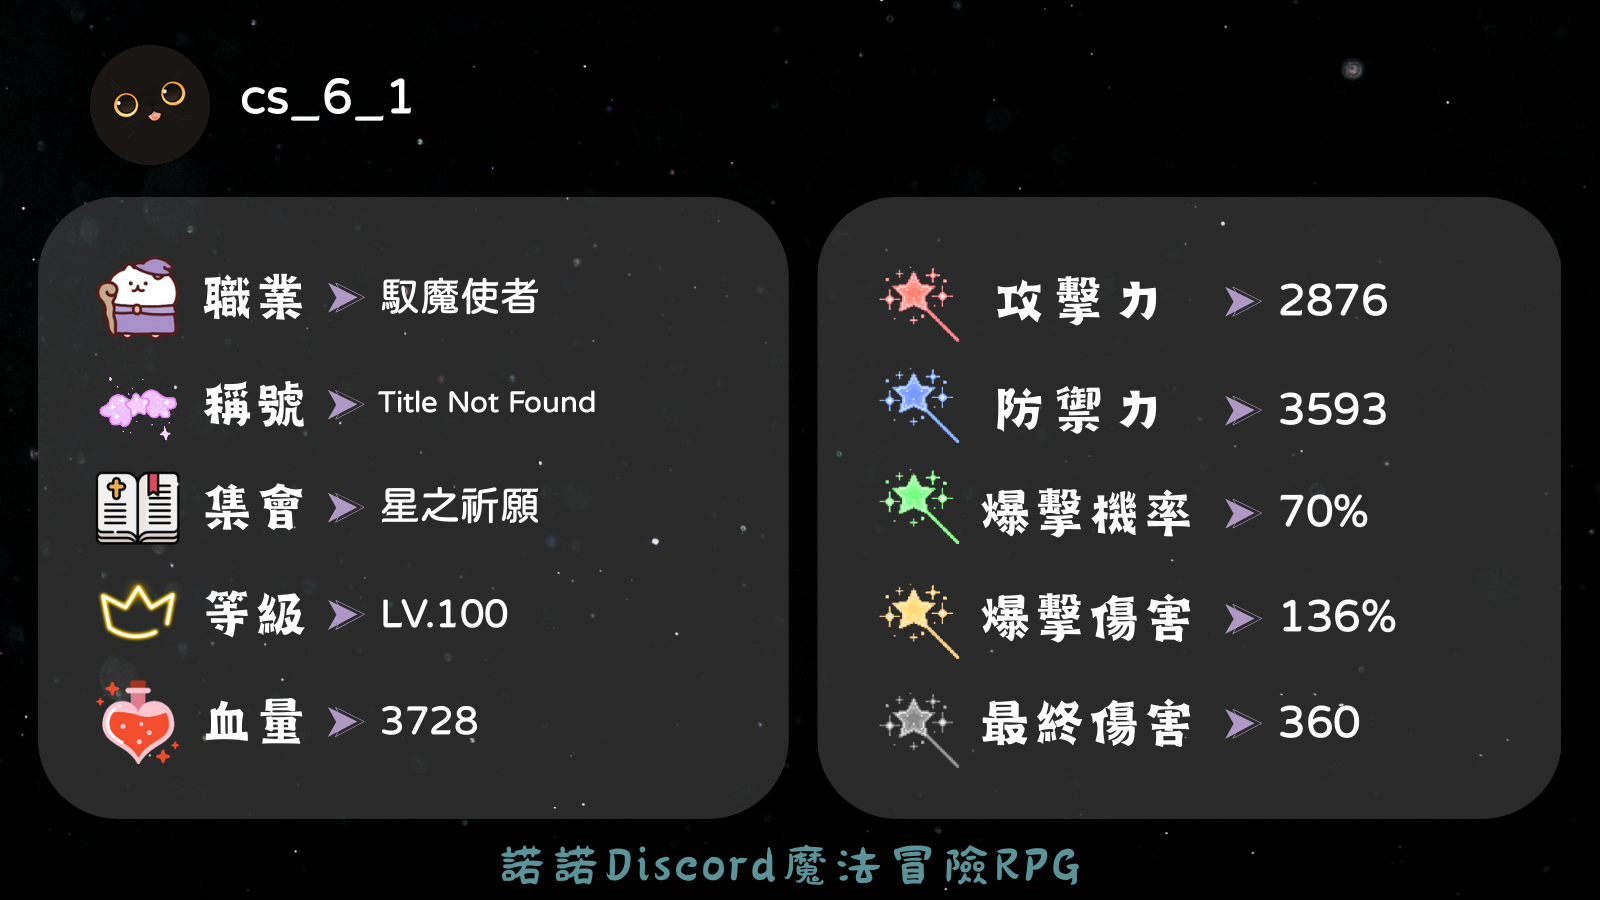 cs_6_1
職業 馭魔使者
稱號 Title Not Found
集會 星之祈願
等級 LV.100
血量 3728
攻擊力 2876
防禦力 3593
爆擊機率 70%
爆擊傷害 136%
最終傷害 360
諾諾Discord魔法冒險RPG